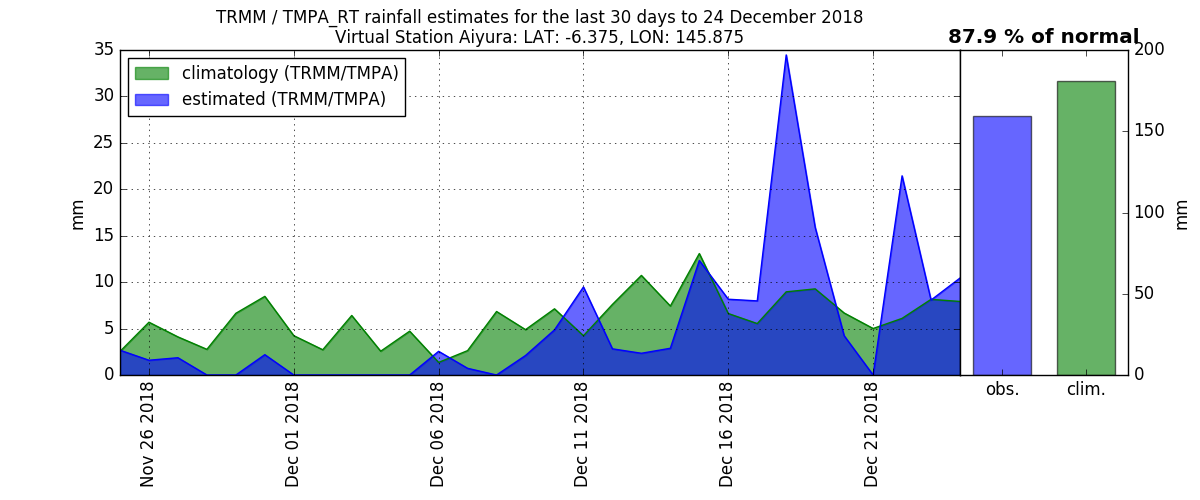 TRMM / TMPA_RT rainfall estimates for the last 30 days to 24 December 2018
Virtual Station Aiyura: LAT: -6.375, LON: 145.875
87.9 % of normal
climatology (TRMM/TMPA)
estimated (TRMM/TMPA)
35
30
25
20
15
10
5
0
mm
Nov 26 2018
Dec 01 2018
Dec 06 2018
Dec 11 2018
Dec 16 2018
Dec 21 2018
obs.
clim.
200
150
100
50
0
mm